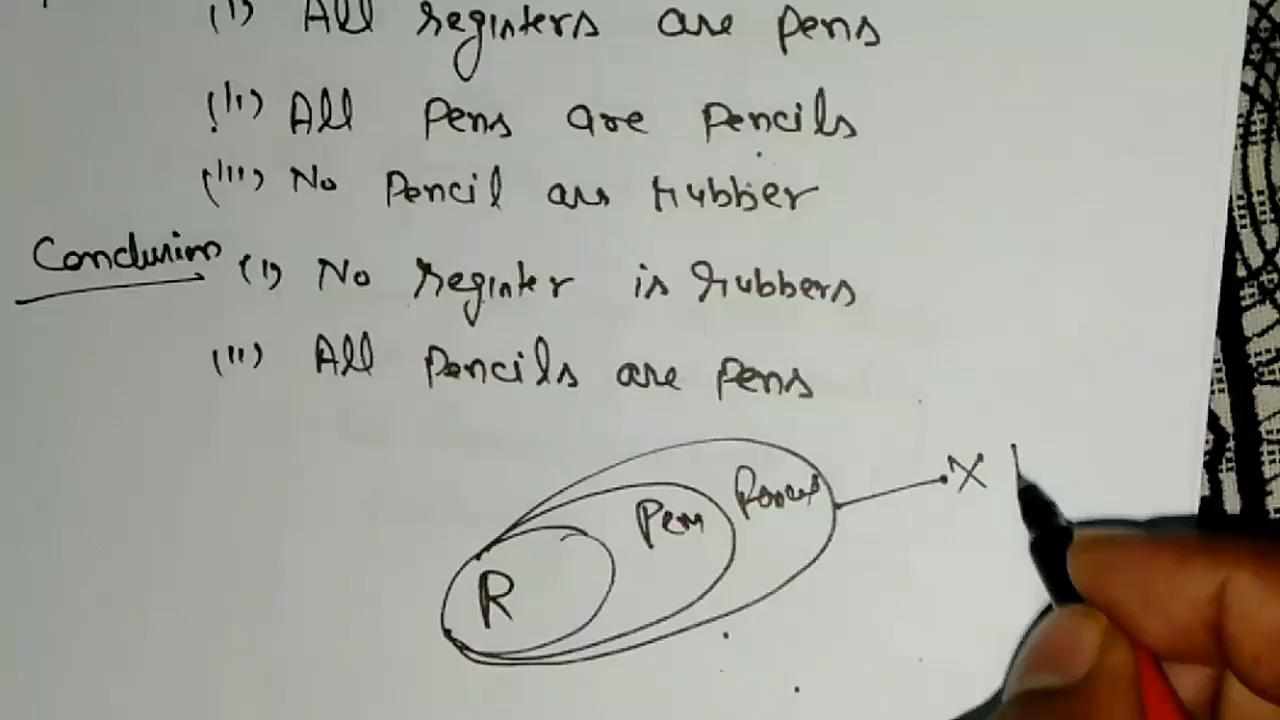 (i) All registers are pens
(ii) All Pens are Pencils
(iii) No Pencil are rubber
Conclusion (i) No register is rubbers
(ii) All Pencils are Pens
Pen
R
X